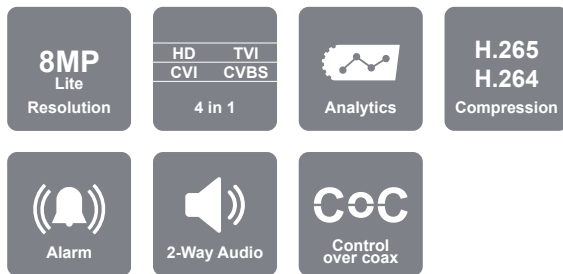 8MP
Lite
Resolution
HD TVI
CVI CVBS
4 in 1
Analytics
H.265
H.264
Compression
Alarm
2-Way Audio
CoC
Control
over coax